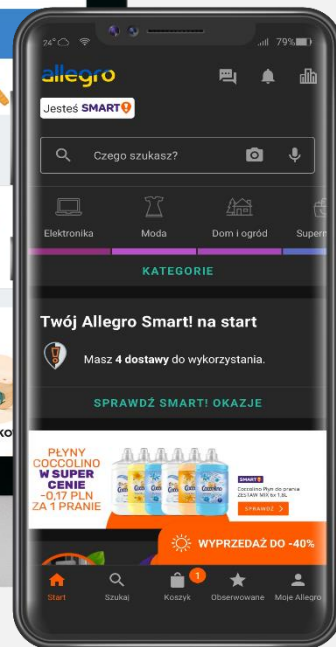 24°
79%
allegro
Jesteś SMART!
Czego szukasz?
Elektronika
Moda
Dom i ogród
Superm
KATEGORIE
Twój Allegro Smart! na start
Masz 4 dostawy do wykorzystania.
SPRAWDŹ SMART! OKAZJE
PŁYNY
COCCOLINO
W SUPER
CENIE
-0,17 PLN
ZA 1 PRANIE
SMART!
Coccolino Płyn do prania
ZESTAW MIX 6x 1,8L
SPRAWDŹ >
WYPRZEDAŻ DO -40%
1
Start
Szukaj
Koszyk
Obserwowane
Moje Allegro